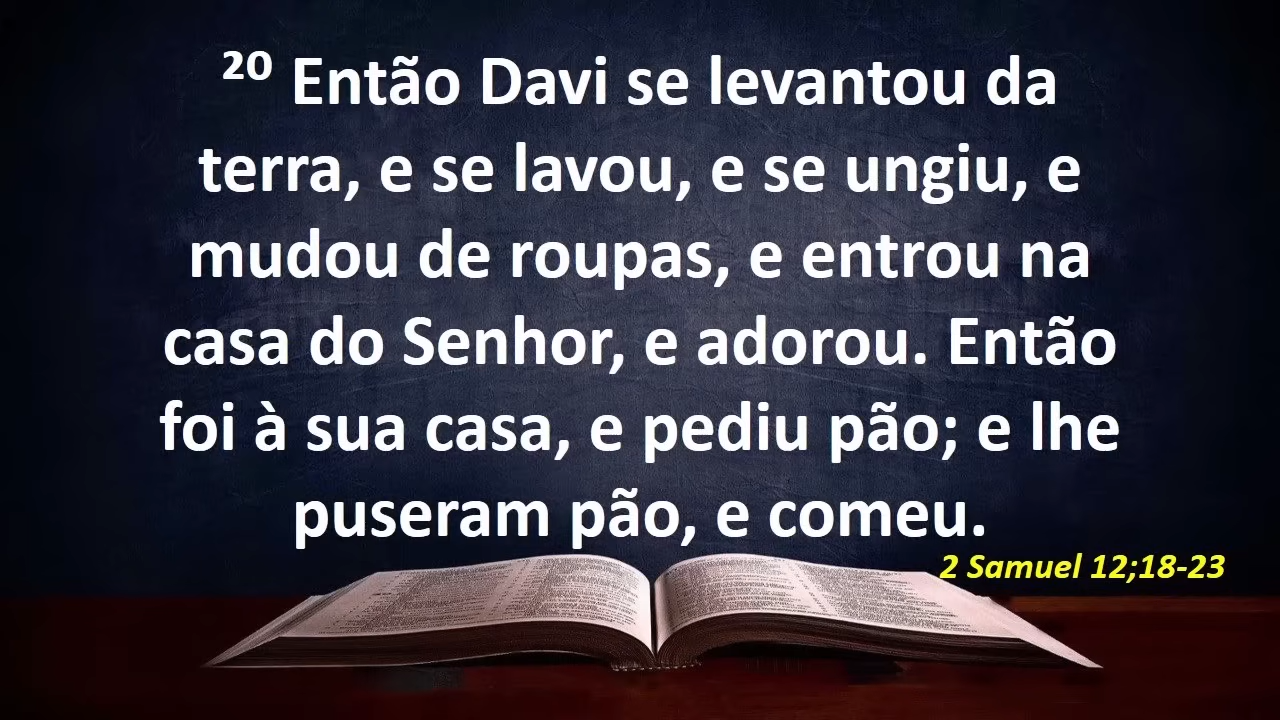 ²⁰ Então Davi se levantou da
terra, e se lavou, e se ungiu, e
mudou de roupas, e entrou na
casa do Senhor, e adorou. Então
foi à sua casa, e pediu pão; e lhe
puseram pão, e comeu.
2 Samuel 12;18-23